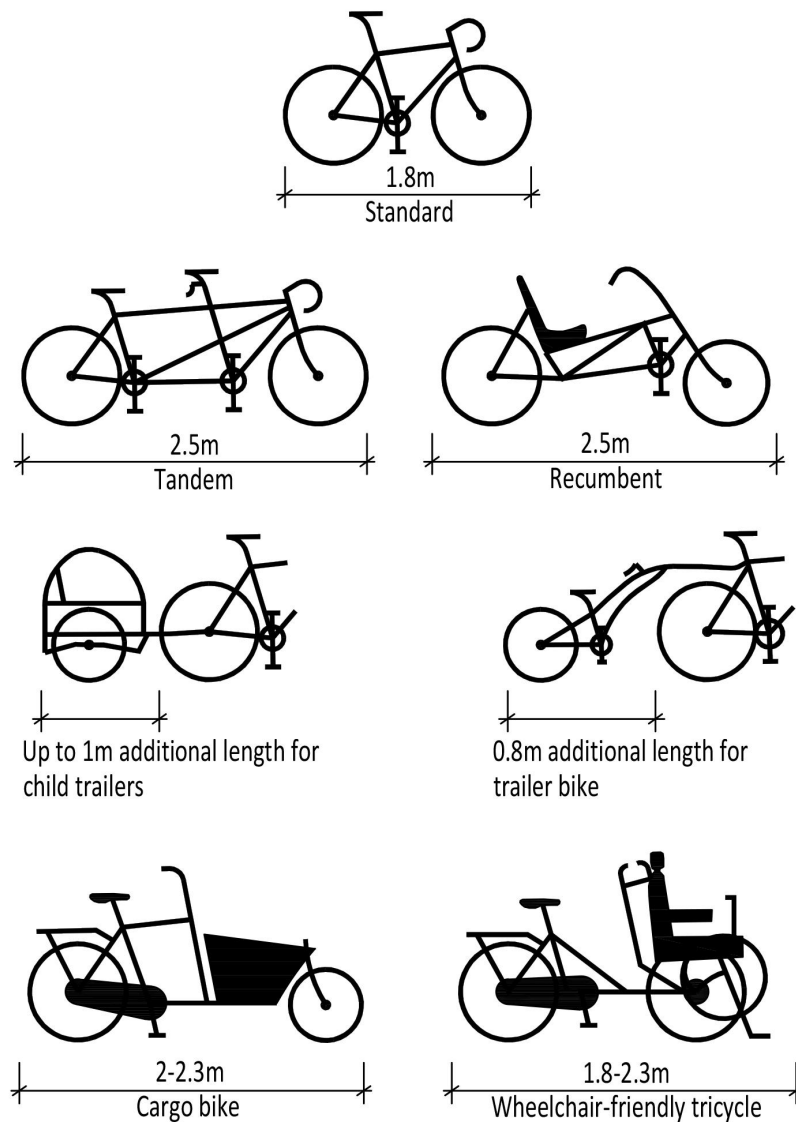 1.8m
Standard
2.5m
Tandem
2.5m
Recumbent
Up to 1m additional length for
child trailers
0.8m additional length for
trailer bike
2-2.3m
Cargo bike
1.8-2.3m
Wheelchair-friendly tricycle